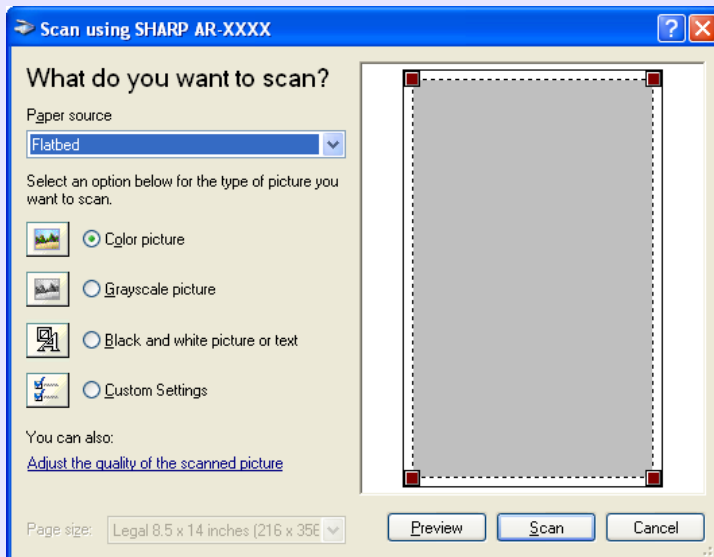 Scan using SHARP AR-XXXX
What do you want to scan?
Paper source
Flatbed
Select an option below for the type of picture you
want to scan.
Color picture
Grayscale picture
Black and white picture or text
Custom Settings
You can also:
Adjust the quality of the scanned picture
Page size: Legal 8.5 x 14 inches (216 x 356
Preview Scan Cancel